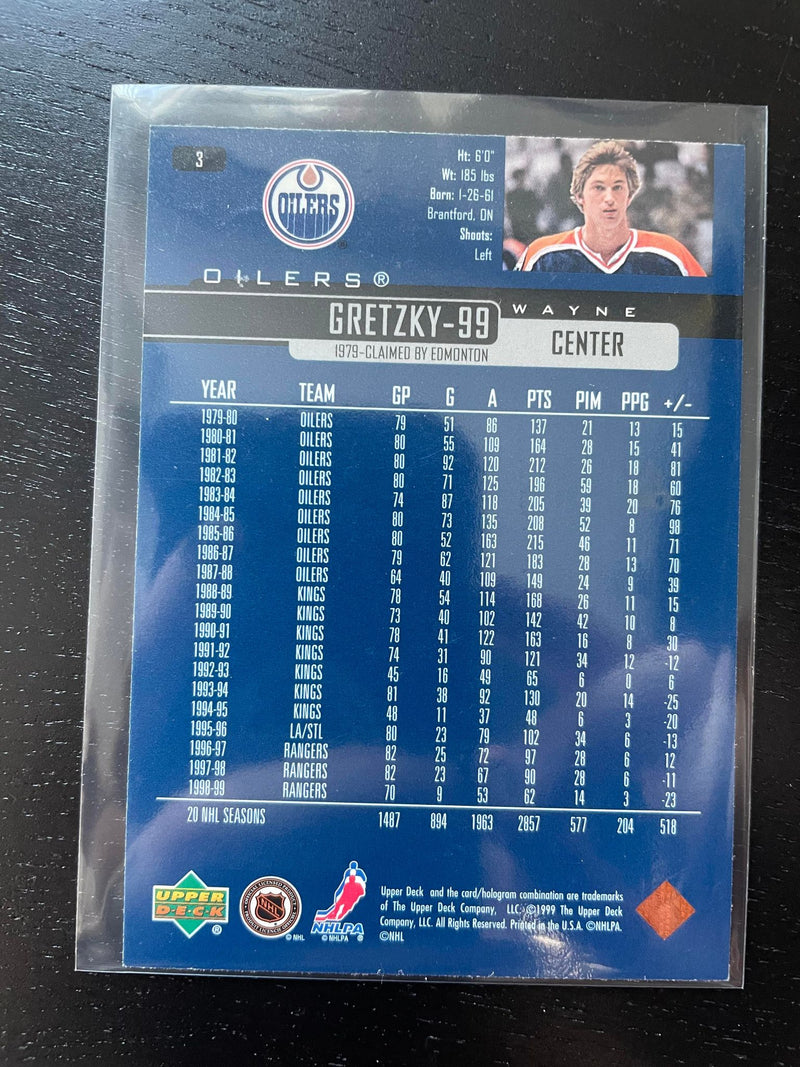 3
Ht: 6'0"
Wt: 185 lbs
Born: 1-26-61
Brantford, ON
Shoots:
Left
OILERS
®
OILERS®
WAYNE
GRETZKY-99
1979-CLAIMED BY EDMONTON
CENTER
YEAR TEAM GP G A PTS PIM PPG +/-
1979-80 OILERS 79 51 86 137 21 13 15
1980-81 OILERS 80 55 109 164 28 15 41
1981-82 OILERS 80 92 120 212 26 18 81
1982-83 OILERS 80 71 125 196 59 18 60
1983-84 OILERS 74 87 118 205 39 20 76
1984-85 OILERS 80 73 135 208 52 8 98
1985-86 OILERS 80 52 163 215 46 11 71
1986-87 OILERS 79 62 121 183 28 13 70
1987-88 OILERS 64 40 109 149 24 9 39
1988-89 KINGS 78 54 114 168 26 11 15
1989-90 KINGS 73 40 102 142 42 10 8
1990-91 KINGS 78 41 122 163 16 8 30
1991-92 KINGS 74 31 90 121 34 12 -12
1992-93 KINGS 45 16 49 65 6 0 6
1993-94 KINGS 81 38 92 130 20 14 -25
1994-95 KINGS 48 11 37 48 6 3 -20
1995-96 LA/STL 80 23 79 102 34 6 -13
1996-97 RANGERS 82 25 72 97 28 6 12
1997-98 RANGERS 82 23 67 90 28 6 -11
1998-99 RANGERS 70 9 53 62 14 3 -23
20 NHL SEASONS 1487 894 1963 2857 577 204 518
UPPER
DECK
®
NHL
© NHL
NHLPA
© NHLPA ®
Upper Deck and the card/hologram combination are trademarks
of The Upper Deck Company, LLC. ©1999 The Upper Deck
Company, LLC. All Rights Reserved. Printed in the U.S.A. ©NHLPA.
©NHL